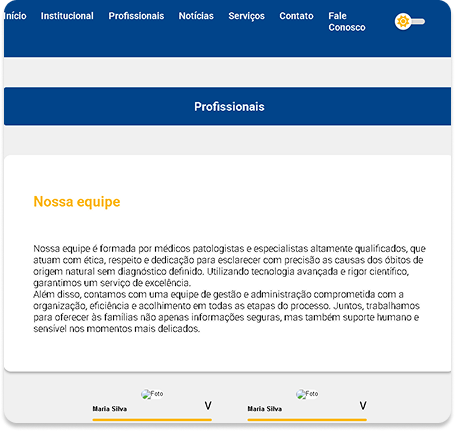 Início Institucional Profissionais Notícias Serviços Contato Fale
Conosco
Profissionais
Nossa equipe
Nossa equipe é formada por médicos patologistas e especialistas altamente qualificados, que
atuam com ética, respeito e dedicação para esclarecer com precisão as causas dos óbitos de
origem natural sem diagnóstico definido. Utilizando tecnologia avançada e rigor científico,
garantimos um serviço de excelência.
Além disso, contamos com uma equipe de gestão e administração comprometida com a
organização, eficiência e acolhimento em todas as etapas do processo. Juntos, trabalhamos
para oferecer às famílias não apenas informações seguras, mas também suporte humano e
sensível nos momentos mais delicados.
Foto Foto
Maria Silva V Maria Silva V